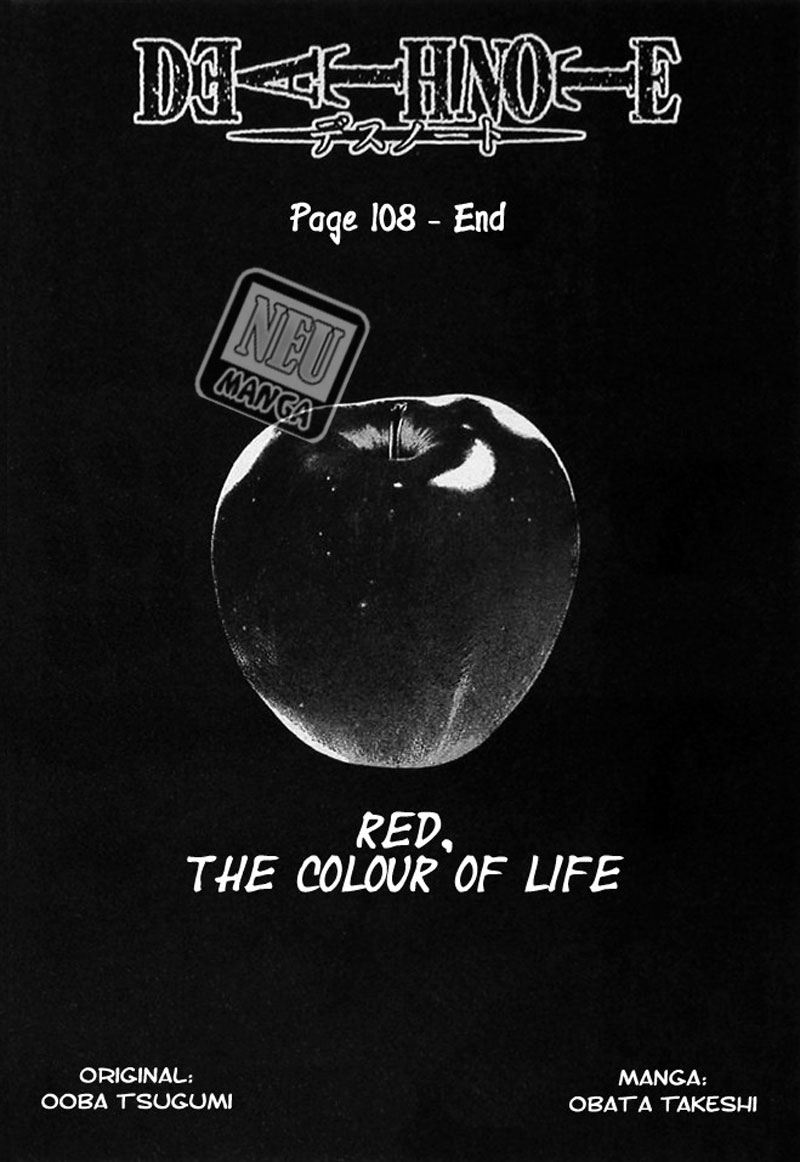 DEATH NOTE
デスノート
Page 108 - End
NEU
MANGA
RED,
THE COLOUR OF LIFE
ORIGINAL:
OOBA TSUGUMI
MANGA:
OBATA TAKESHI